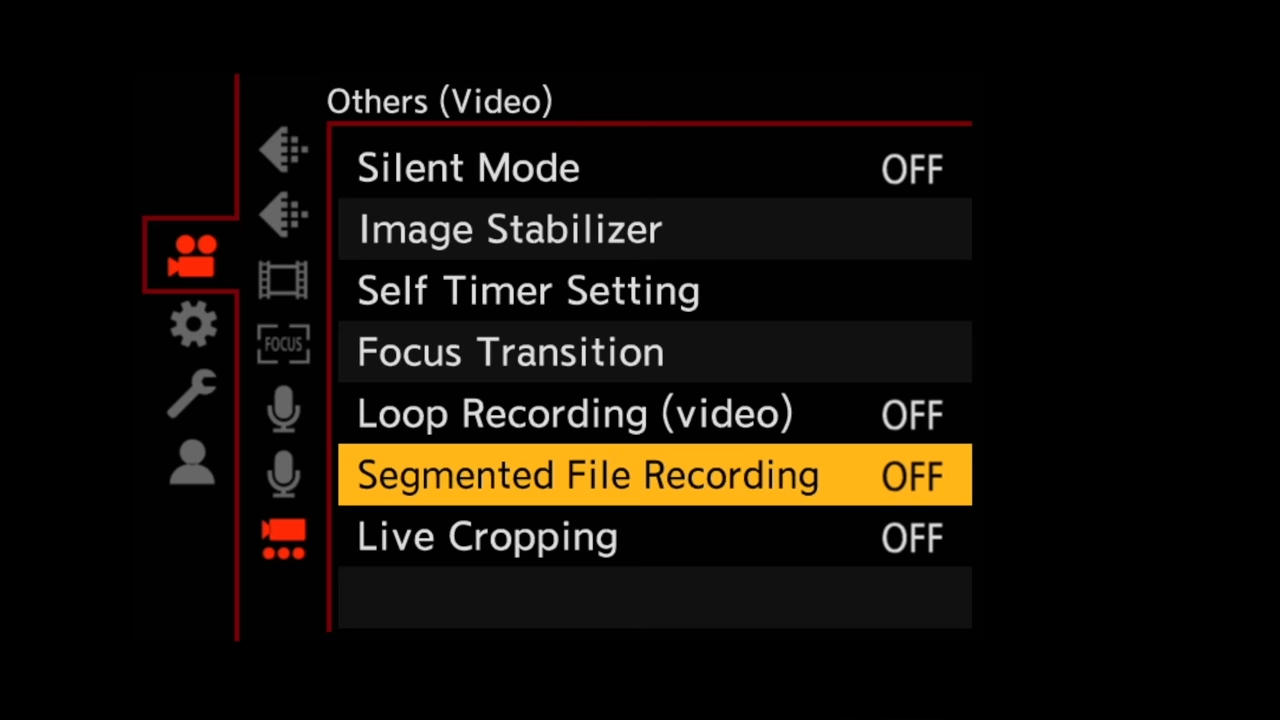 Others (Video)
Silent Mode OFF
Image Stabilizer
Self Timer Setting
FOCUS
Focus Transition
Loop Recording (video) OFF
Segmented File Recording OFF
Live Cropping OFF